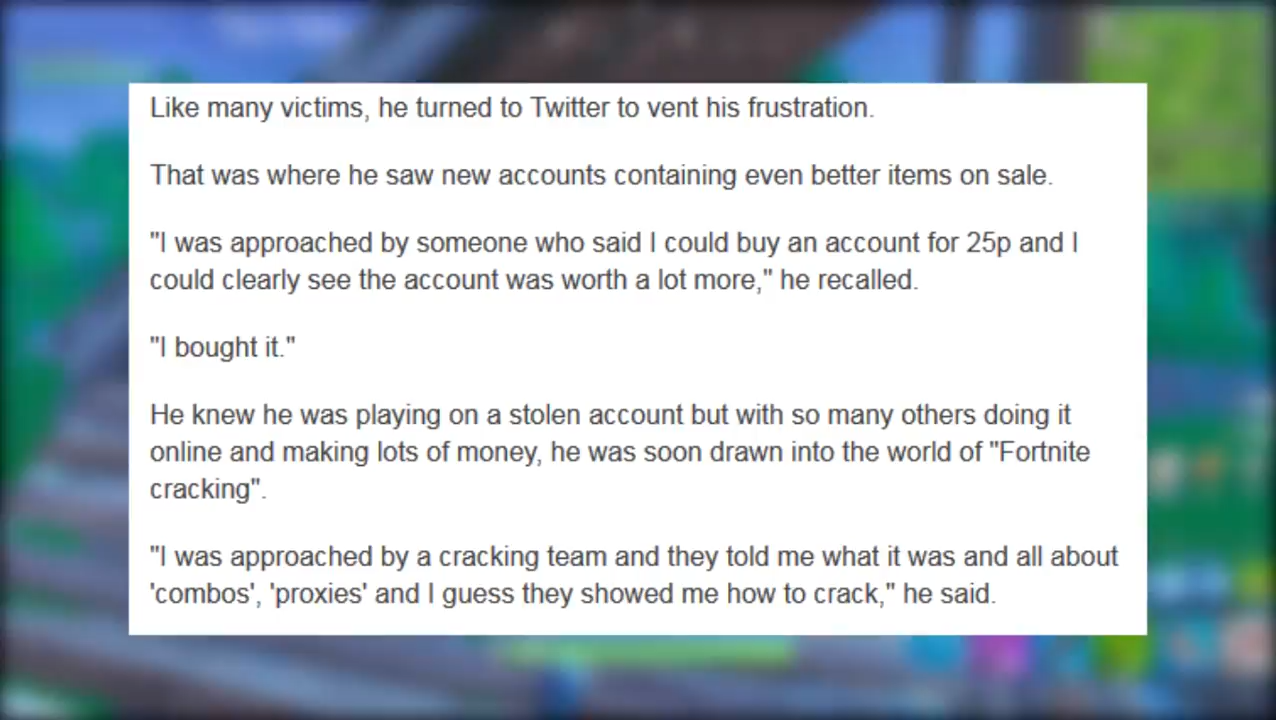 Like many victims, he turned to Twitter to vent his frustration.
That was where he saw new accounts containing even better items on sale.
"I was approached by someone who said I could buy an account for 25p and I
could clearly see the account was worth a lot more," he recalled.
"I bought it."
He knew he was playing on a stolen account but with so many others doing it
online and making lots of money, he was soon drawn into the world of "Fortnite
cracking".
"I was approached by a cracking team and they told me what it was and all about
'combos', 'proxies' and I guess they showed me how to crack," he said.